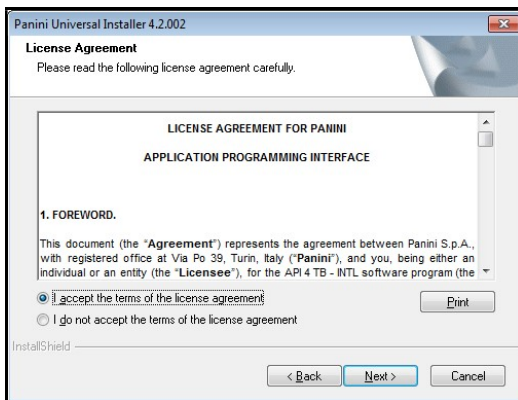 Panini Universal Installer 4.2.002
License Agreement
Please read the following license agreement carefully.
LICENSE AGREEMENT FOR PANINI
APPLICATION PROGRAMMING INTERFACE
1. FOREWORD.
This document (the “Agreement”) represents the agreement between Panini S.p.A.,
with registered office at Via Po 39, Turin, Italy (“Panini”), and you, being either an
individual or an entity (the “Licensee”), for the API 4 TB - INTL software program (the
I accept the terms of the license agreement
Print
I do not accept the terms of the license agreement
InstallShield
< Back
Next >
Cancel